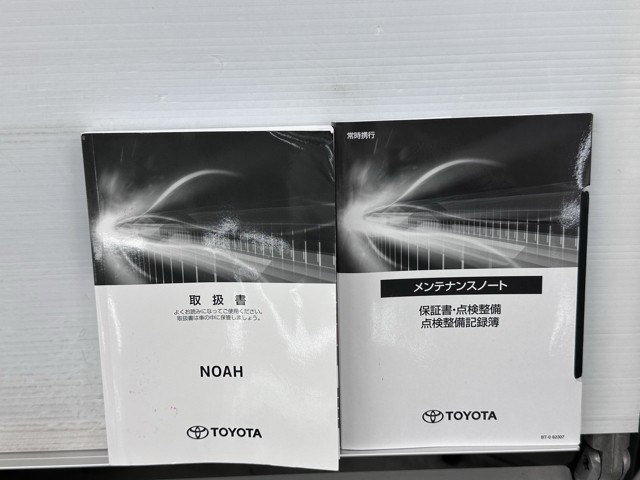 取扱書
よくお読みになってご使用ください。
取扱書は車の中に保管しましょう。
NOAH
TOYOTA
常時携行
メンテナンスノート
保証書・点検整備
点検整備記録簿
TOYOTA